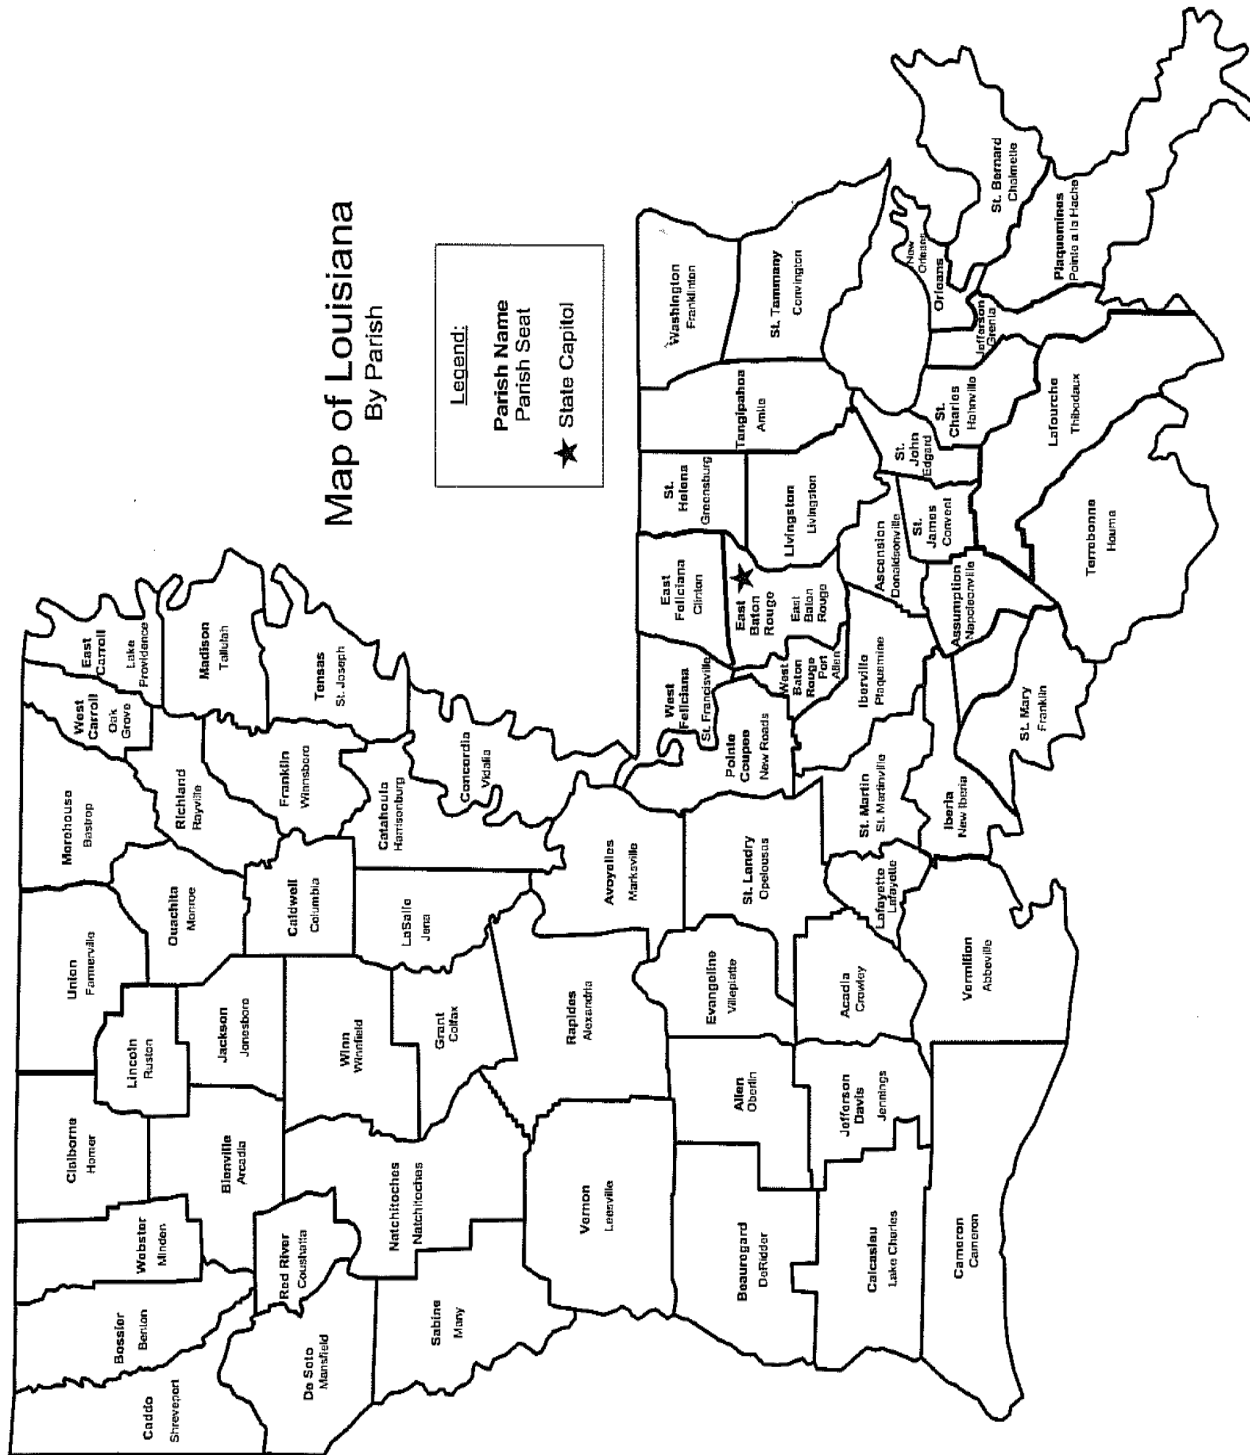 Map of Louisiana
By Parish
Legend:
Parish Name
Parish Seat
State Capitol
Caddo
Shreveport
Bossier
Benton
Webster
Minden
Claiborne
Homer
Lincoln
Ruston
Union
Farmerville
Morehouse
Bastrop
West
Carroll
Oak
Grove
East
Carroll
Lake
Providence
Madison
Tallulah
Richland
Rayville
Ouachita
Monroe
Jackson
Jonesboro
Bienville
Arcadia
Red River
Coushatta
De Soto
Mansfield
Sabine
Many
Natchitoches
Natchitoches
Winn
Winnfield
Grant
Colfax
Caldwell
Columbia
LaSalle
Jena
Franklin
Winnsboro
Tensas
St. Joseph
Catahoula
Harrisonburg
Concordia
Vidalia
Vernon
Leesville
Rapides
Alexandria
Avoyelles
Marksville
Beauregard
DeRidder
Allen
Oberlin
Evangeline
Villeplatte
St. Landry
Opelousas
Pointe
Coupee
New Roads
West
Feliciana
St. Francisville
East
Feliciana
Clinton
St.
Helena
Greensburg
Tangipahoa
Amite
Washington
Franklinton
St. Tammany
Convington
Livingston
Livingston
East
Baton
Rouge
East
Baton
Rouge
West
Baton
Rouge
Port
Allen
Iberville
Plaquemine
Ascension
Donaldsonville
St.
James
Convent
St.
John
Edgard
St.
Charles
Hahnville
Jefferson
Grenta
New
Orleans
Orleans
St. Bernard
Chalmette
Plaquemines
Pointe a la Hache
Lafourche
Thibodaux
Terrebonne
Houma
Assumption
Napoleonville
St. Mary
Franklin
Iberia
New Iberia
St. Martin
St. Martinville
Lafayette
Lafayette
Acadia
Crowley
Jefferson
Davis
Jennings
Calcasieu
Lake Charles
Cameron
Cameron
Vermilion
Abbeville